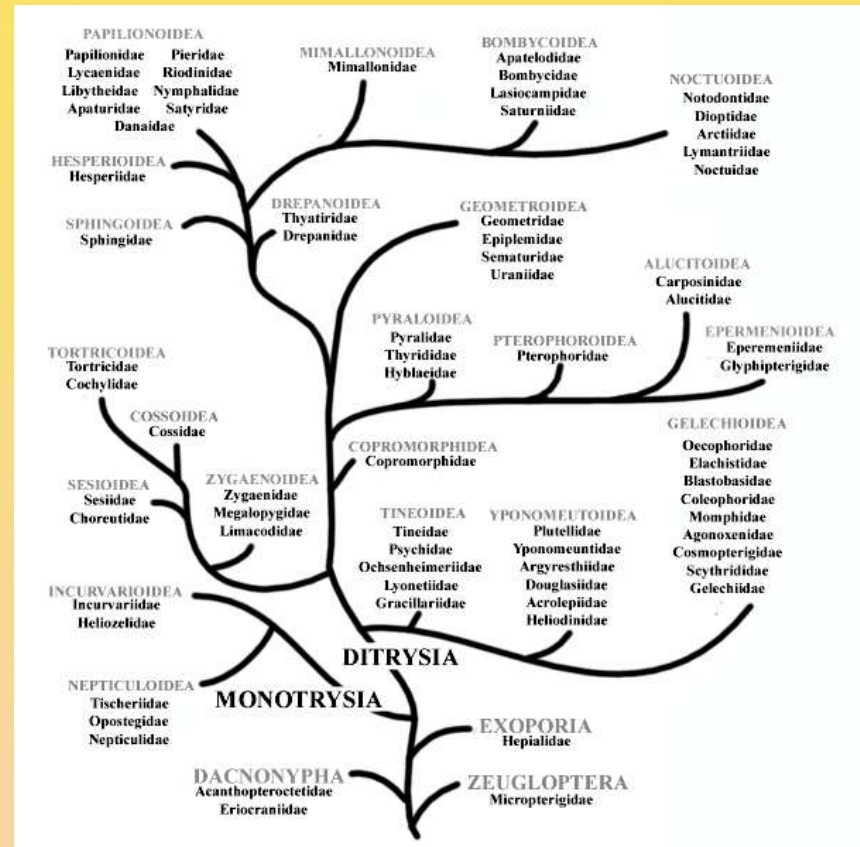 PAPILIONOIDEA
Papilionidae Pieridae
Lycaenidae Riodinidae
Libytheidae Nymphalidae
Apaturidae Satyridae
Danaidae
MIMALLONOIDEA
Mimallonidae
BOMBYCOIDEA
Apatelodidae
Bombycidae
Lasiocampidae
Saturniidae
NOCTUOIDEA
Notodontidae
Dioptidae
Arctiidae
Lymantriidae
Noctuidae
HESPERIOIDEA
Hesperiidae
SPHINGOIDEA
Sphingidae
DREPANOIDEA
Thyatiridae
Drepanidae
GEOMETROIDEA
Geometridae
Epiplemidae
Sematuridae
Uraniidae
ALUCITOIDEA
Carposinidae
Alucitidae
PYRALOIDEA
Pyralidae
Thyrididae
Hyblaeidae
PTEROPHOROIDEA
Pterophoridae
EPERMENIOIDEA
Eperemeniidae
Glyphipterigidae
TORTRICOIDEA
Tortricidae
Cochylidae
COSSOIDEA
Cossidae
SESIOIDEA
Sesiidae
Choreutidae
ZYGAENOIDEA
Zygaenidae
Megalopygidae
Limacodidae
COPROMORPHIDEA
Copromorphidae
GELECHIOIDEA
Oecophoridae
Elachistidae
Blastobasidae
Coleophoridae
Momphidae
Agonoxenidae
Cosmopterigidae
Scythrididae
Gelechiidae
TINEOIDEA
Tineidae
Psychidae
Ochsenheimeriidae
Lyonetiidae
Gracillariidae
YPONOMEUTOIDEA
Plutellidae
Yponomeuntidae
Argyresthiidae
Douglasiidae
Acrolepiidae
Heliodinidae
INCURVARIOIDEA
Incurvariidae
Heliozelidae
DITRYSIA
NEPTICULOIDEA
Tischeriidae
Opostegidae
Nepticulidae
MONOTRYSIA
EXOPORIA
Hepialidae
DACNONYPHA
Acanthopteroctetidae
Eriocraniidae
ZEUGLOPTERA
Micropterigidae